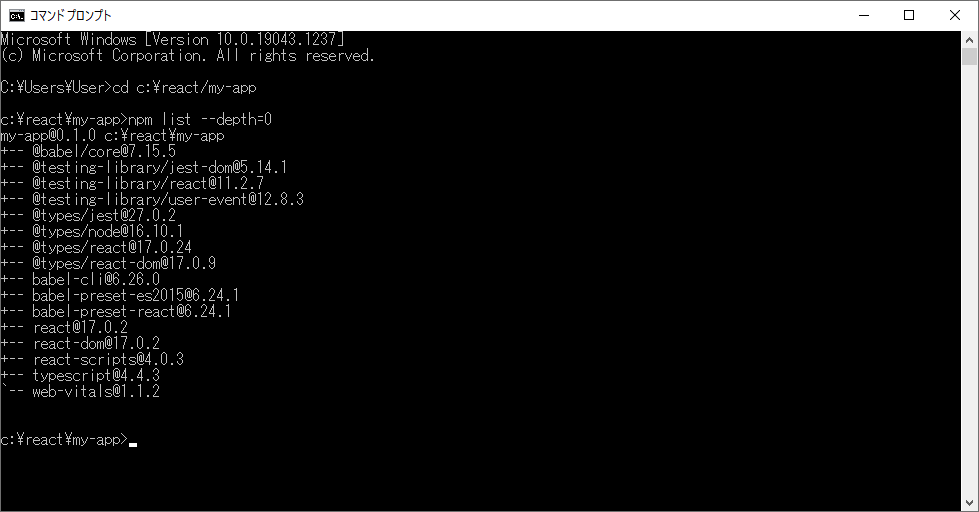 コマンドプロンプト
Microsoft Windows [Version 10.0.19043.1237]
(c) Microsoft Corporation. All rights reserved.
C:¥Users¥User>cd c:¥react/my-app
c:¥react¥my-app>npm list --depth=0
my-app@0.1.0 c:¥react¥my-app
+-- @babel/core@7.15.5
+-- @testing-library/jest-dom@5.14.1
+-- @testing-library/react@11.2.7
+-- @testing-library/user-event@12.8.3
+-- @types/jest@27.0.2
+-- @types/node@16.10.1
+-- @types/react@17.0.24
+-- @types/react-dom@17.0.9
+-- babel-cli@6.26.0
+-- babel-preset-es2015@6.24.1
+-- babel-preset-react@6.24.1
+-- react@17.0.2
+-- react-dom@17.0.2
+-- react-scripts@4.0.3
+-- typescript@4.4.3
`-- web-vitals@1.1.2
c:¥react¥my-app>